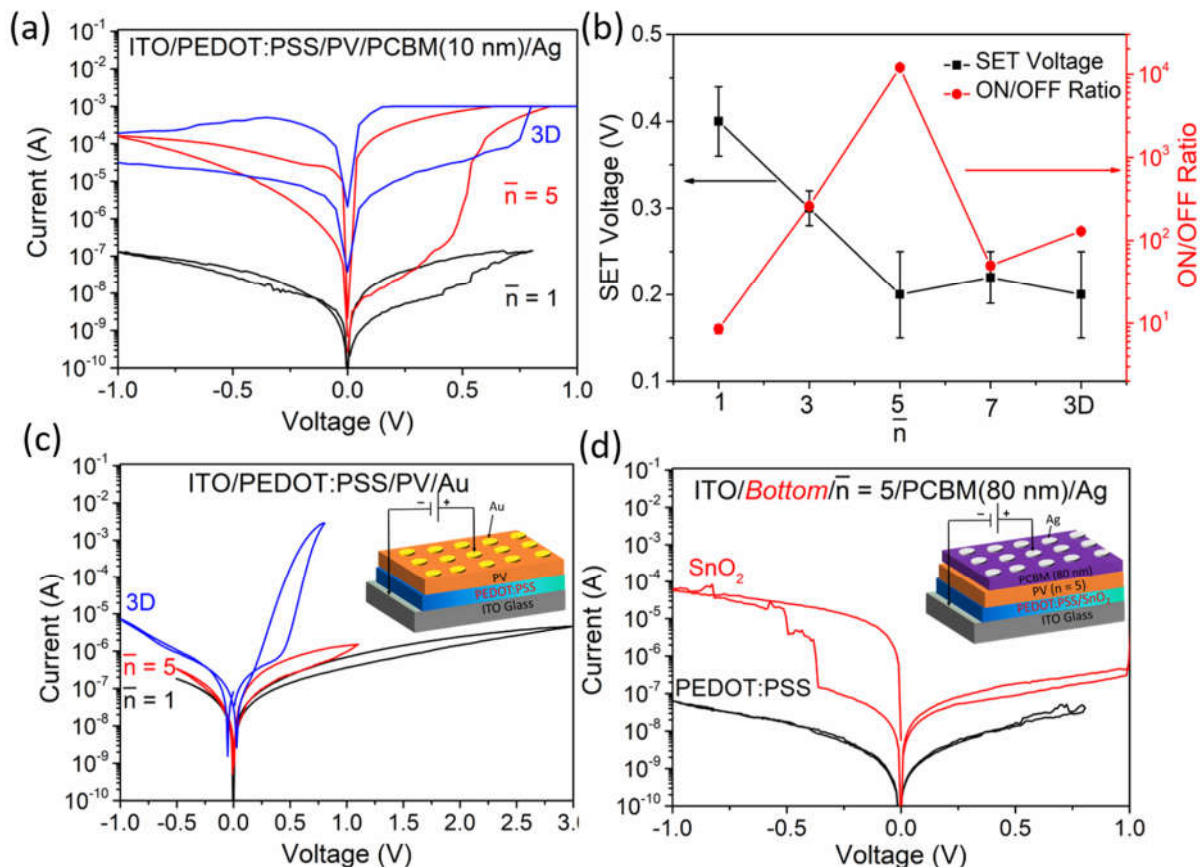 (a)
ITO/PEDOT:PSS/PV/PCBM(10 nm)/Ag
3D
n̄ = 5
n̄ = 1
10⁻¹
10⁻²
10⁻³
10⁻⁴
10⁻⁵
10⁻⁶
10⁻⁷
10⁻⁸
10⁻⁹
10⁻¹⁰
Current (A)
-1.0 -0.5 0.0 0.5 1.0
Voltage (V)
(b)
SET Voltage
ON/OFF Ratio
0.4
0.3
0.2
0.1
SET Voltage (V)
10⁴
10³
10²
10¹
ON/OFF Ratio
1 3 5 7 3D
n̄
(c)
ITO/PEDOT:PSS/PV/Au
− +
Au
PV
PEDOT:PSS
ITO Glass
3D
n̄ = 5
n̄ = 1
10⁻¹
10⁻²
10⁻³
10⁻⁴
10⁻⁵
10⁻⁶
10⁻⁷
10⁻⁸
10⁻⁹
10⁻¹⁰
Current (A)
-1.0 -0.5 0.0 0.5 1.0 1.5 2.0 2.5 3.0
Voltage (V)
(d)
ITO/Bottom/n̄ = 5/PCBM(80 nm)/Ag
− +
Ag
PCBM (80 nm)
PV (n = 5)
PEDOT:PSS/SnO₂
ITO Glass
SnO₂
PEDOT:PSS
10⁻¹
10⁻²
10⁻³
10⁻⁴
10⁻⁵
10⁻⁶
10⁻⁷
10⁻⁸
10⁻⁹
10⁻¹⁰
Current (A)
-1.0 -0.5 0.0 0.5 1.0
Voltage (V)